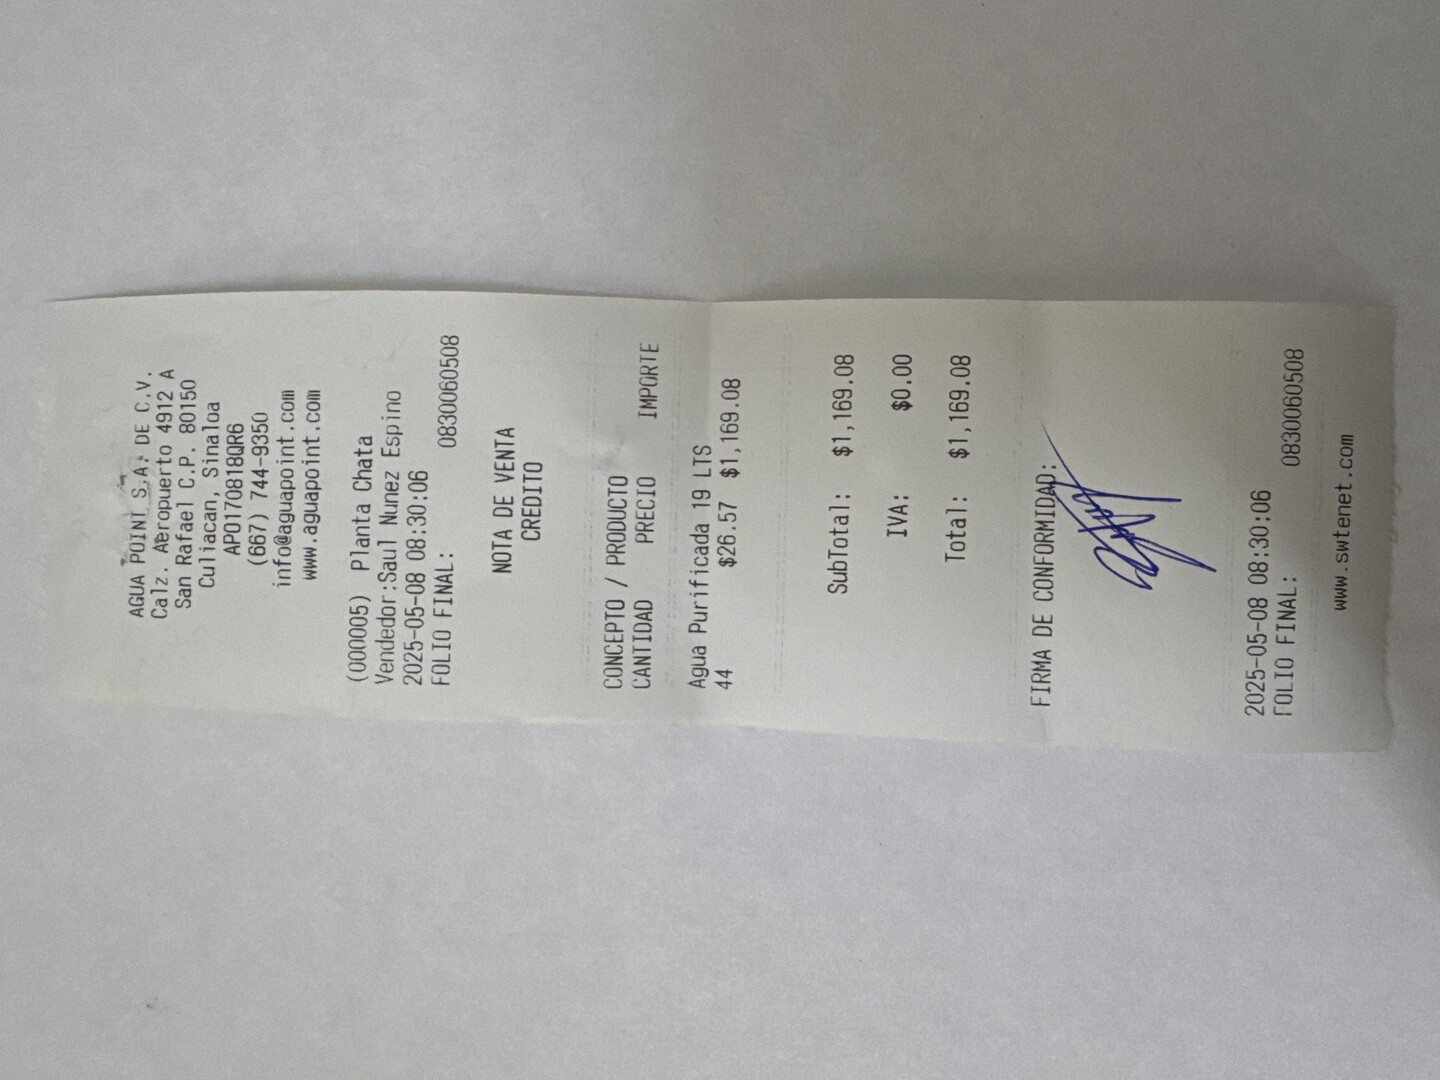 AGUA POINT S.A. DE C.V.
Calz. Aeropuerto 4912 A
San Rafael C.P. 80150
Culiacan, Sinaloa
APO170818QR6
(667) 744-9350
info@aguapoint.com
www.aguapoint.com
(000005) Planta Chata
Vendedor:Saul Nunez Espino
2025-05-08 08:30:06
FOLIO FINAL: 0830060508
NOTA DE VENTA
CREDITO
CONCEPTO / PRODUCTO
CANTIDAD PRECIO IMPORTE
Agua Purificada 19 LTS
44 $26.57 $1,169.08
SubTotal: $1,169.08
IVA: $0.00
Total: $1,169.08
FIRMA DE CONFORMIDAD:
2025-05-08 08:30:06
FOLIO FINAL: 0830060508
www.swtenet.com